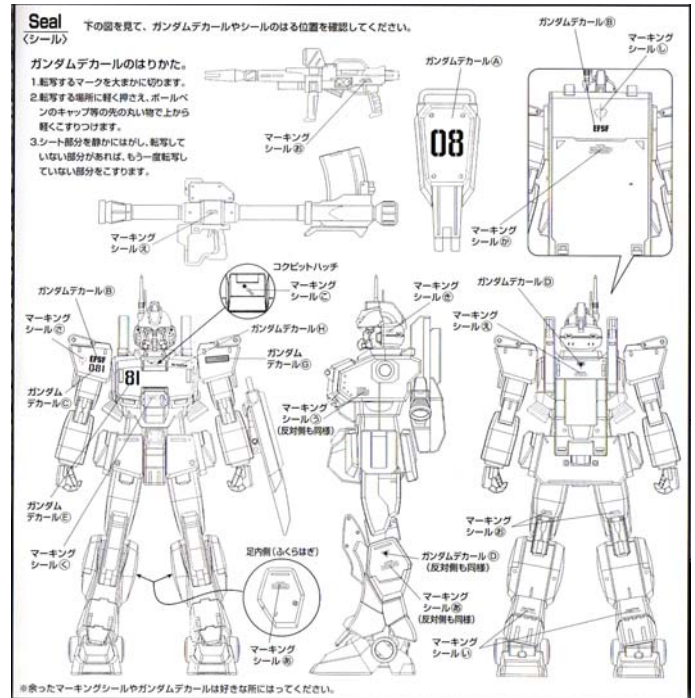 Seal
〈シール〉
下の図を見て、ガンダムデカールやシールのはる位置を確認してください。
ガンダムデカールのはりかた。
1.転写するマークを大まかに切ります。
2.転写する場所に軽く押さえ、ボールペ
ンのキャップ等の先の丸い物で上から
軽くこすりつけます。
3.シート部分を静かにはがし、転写して
いない部分があれば、もう一度転写し
ていない部分をこすります。
マーキング
シールお
ガンダムデカールⒶ
08
ガンダムデカールⒷ
マーキング
シールし
EFSF
マーキング
シールか
マーキング
シールえ
コクピットハッチ
マーキング
シールこ
ガンダムデカールⒷ
マーキング
シールさ
EFSF
081
81
ガンダム
デカールⒸ
ガンダムデカールⒽ
ガンダム
デカールⒼ
マーキング
シールき
ガンダムデカールⒹ
マーキング
シールえ
マーキング
シールう
(反対側も同様)
ガンダム
デカールⒺ
マーキング
シールく
足内側(ふくらはぎ)
マーキング
シールあ
ガンダムデカールⒹ
(反対側も同様)
マーキング
シールあ
(反対側も同様)
マーキング
シールお
マーキング
シールい
※余ったマーキングシールやガンダムデカールは好きな所にはってください。